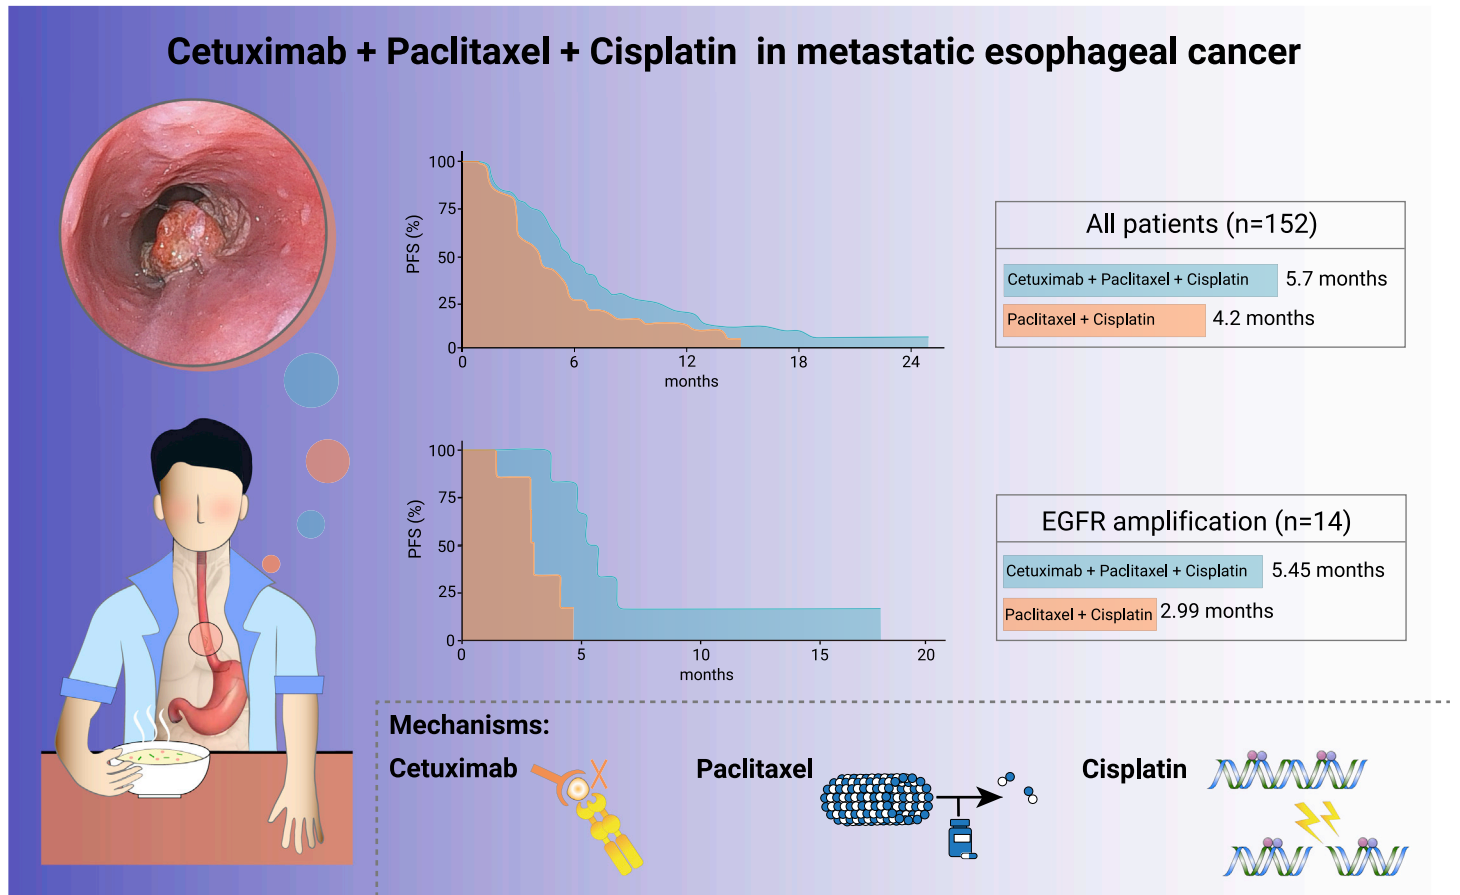 Cetuximab + Paclitaxel + Cisplatin in metastatic esophageal cancer
PFS (%)
100
75
50
25
0
0 6 12 18 24
months
All patients (n=152)
Cetuximab + Paclitaxel + Cisplatin 5.7 months
Paclitaxel + Cisplatin 4.2 months
PFS (%)
100
75
50
25
0
0 5 10 15 20
months
EGFR amplification (n=14)
Cetuximab + Paclitaxel + Cisplatin 5.45 months
Paclitaxel + Cisplatin 2.99 months
Mechanisms:
Cetuximab
Paclitaxel
Cisplatin